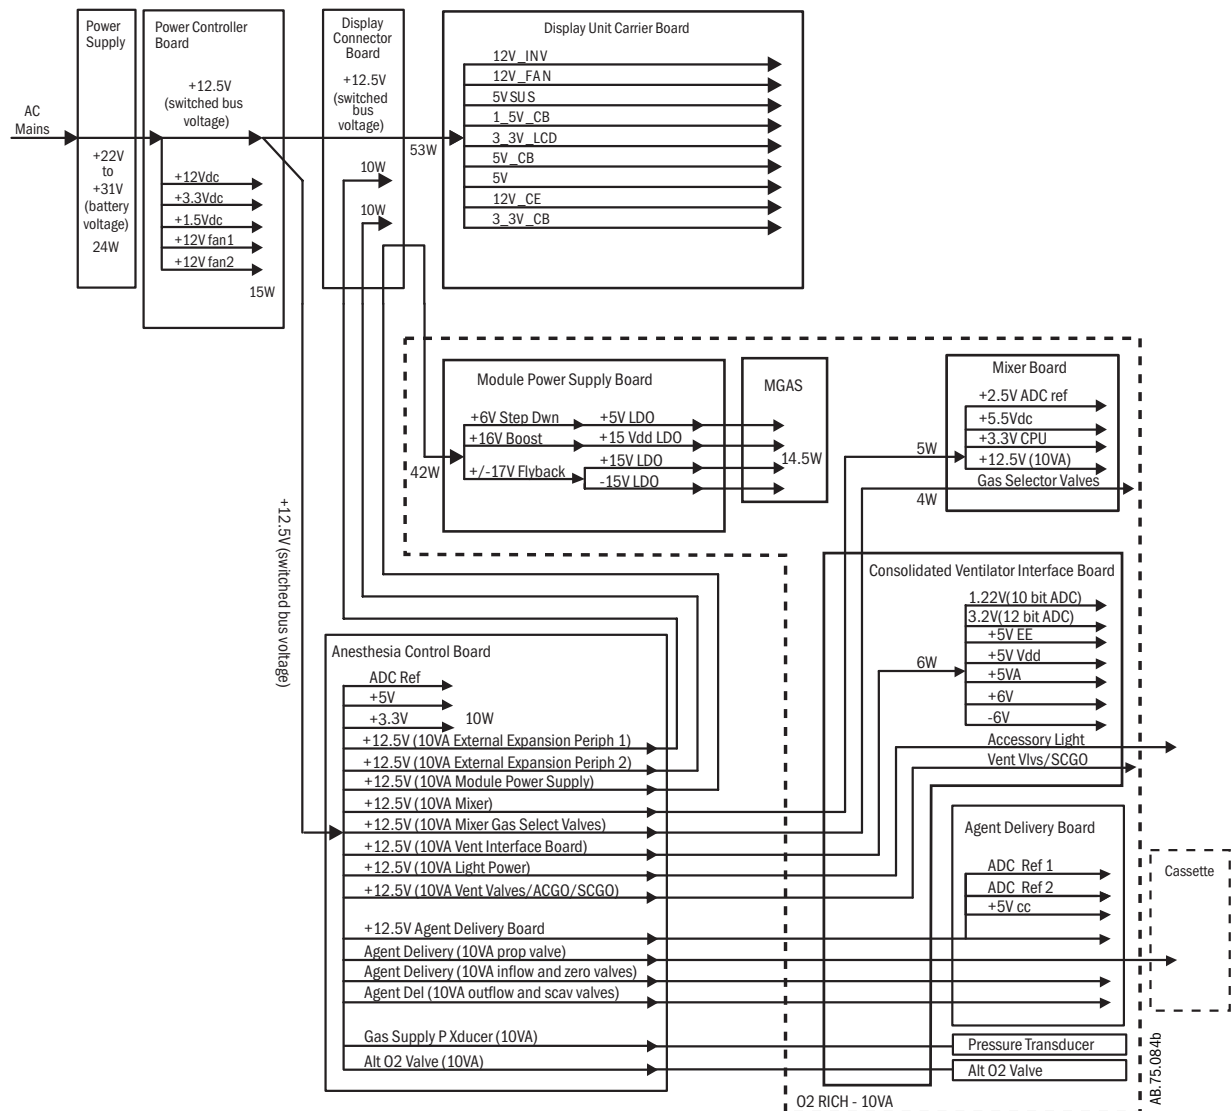 Power
Supply
Power Controller
Board
Display
Connector
Board
Display Unit Carrier Board
AC
Mains
+22V
to
+31V
(battery
voltage)
24W
+12.5V
(switched bus
voltage)
+12Vdc
+3.3Vdc
+1.5Vdc
+12V fan1
+12V fan2
15W
+12.5V
(switched
bus
voltage)
10W
10W
53W
12V_INV
12V_FAN
5VSUS
1_5V_CB
3_3V_LCD
5V_CB
5V
12V_CE
3_3V_CB
Module Power Supply Board
+6V Step Dwn
+5V LDO
+16V Boost
+15 Vdd LDO
+/-17V Flyback
+15V LDO
-15V LDO
42W
MGAS
14.5W
Mixer Board
+2.5V ADC ref
+5.5Vdc
+3.3V CPU
+12.5V (10VA)
Gas Selector Valves
5W
4W
+12.5V (switched bus voltage)
Consolidated Ventilator Interface Board
1.22V(10 bit ADC)
3.2V(12 bit ADC)
+5V EE
+5V Vdd
+5VA
+6V
-6V
6W
Accessory Light
Vent Vlvs/SCGO
Anesthesia Control Board
ADC Ref
+5V
+3.3V
10W
+12.5V (10VA External Expansion Periph 1)
+12.5V (10VA External Expansion Periph 2)
+12.5V (10VA Module Power Supply)
+12.5V (10VA Mixer)
+12.5V (10VA Mixer Gas Select Valves)
+12.5V (10VA Vent Interface Board)
+12.5V (10VA Light Power)
+12.5V (10VA Vent Valves/ACGO/SCGO)
+12.5V Agent Delivery Board
Agent Delivery (10VA prop valve)
Agent Delivery (10VA inflow and zero valves)
Agent Del (10VA outflow and scav valves)
Gas Supply P Xducer (10VA)
Alt O2 Valve (10VA)
Agent Delivery Board
ADC Ref 1
ADC Ref 2
+5V cc
Cassette
Pressure Transducer
Alt O2 Valve
O2 RICH - 10VA
AB.75.084b